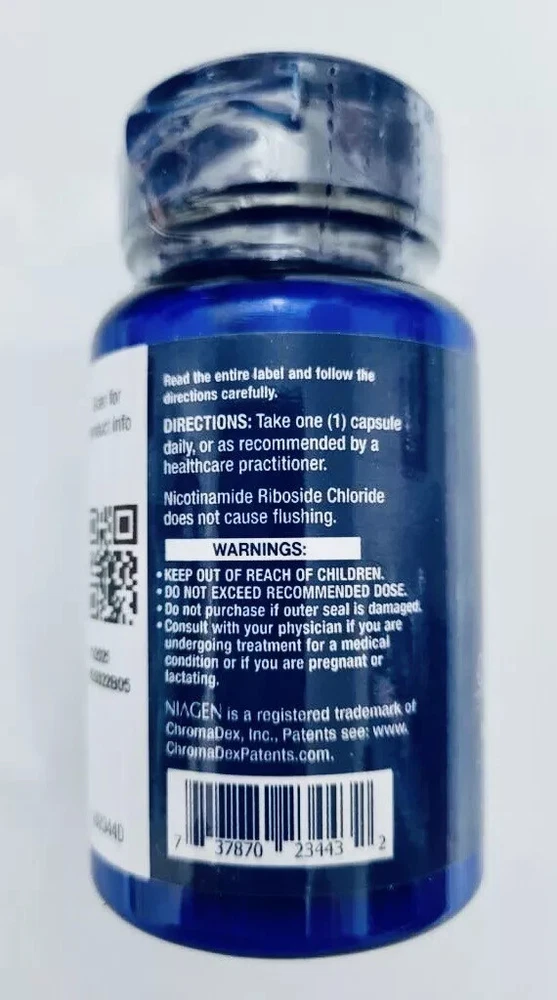 Read the entire label and follow the
directions carefully.
DIRECTIONS: Take one (1) capsule
daily, or as recommended by a
healthcare practitioner.
Nicotinamide Riboside Chloride
does not cause flushing.
WARNINGS:
• KEEP OUT OF REACH OF CHILDREN.
• DO NOT EXCEED RECOMMENDED DOSE.
• Do not purchase if outer seal is damaged.
• Consult with your physician if you are
undergoing treatment for a medical
condition or if you are pregnant or
lactating.
NIAGEN is a registered trademark of
ChromaDex, Inc., Patents see: www.
ChromaDexPatents.com.
7 37870 23443 2
for
info